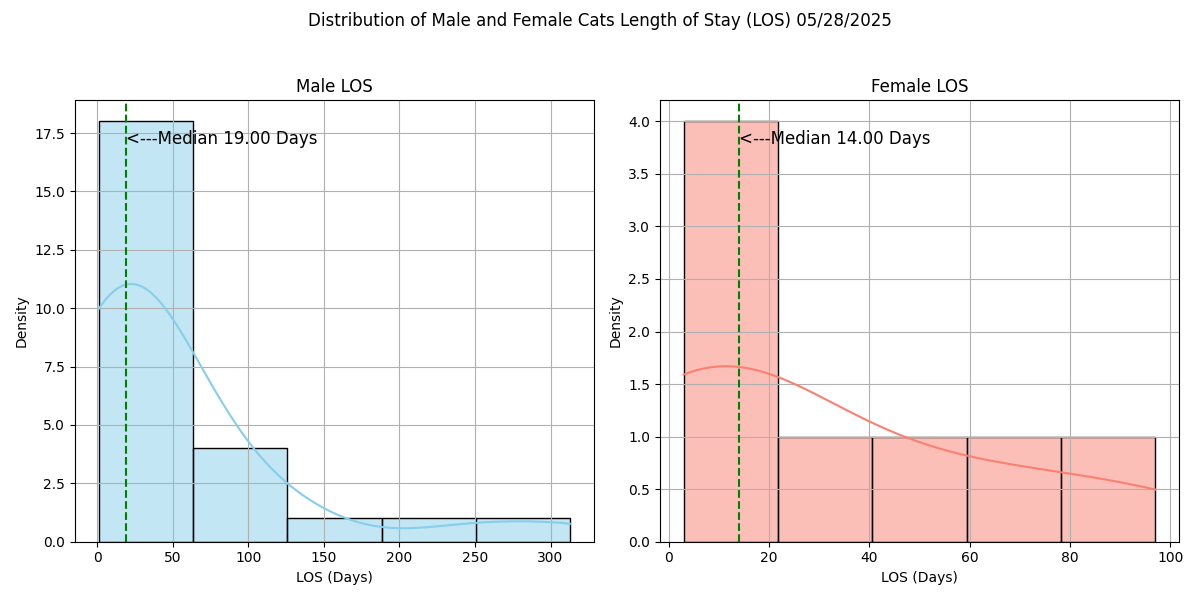 Distribution of Male and Female Cats Length of Stay (LOS) 05/28/2025
Male LOS
17.5
15.0
12.5
10.0
7.5
5.0
2.5
0.0
Density
<---Median 19.00 Days
0 50 100 150 200 250 300
LOS (Days)
Female LOS
4.0
3.5
3.0
2.5
2.0
1.5
1.0
0.5
0.0
Density
<---Median 14.00 Days
0 20 40 60 80 100
LOS (Days)